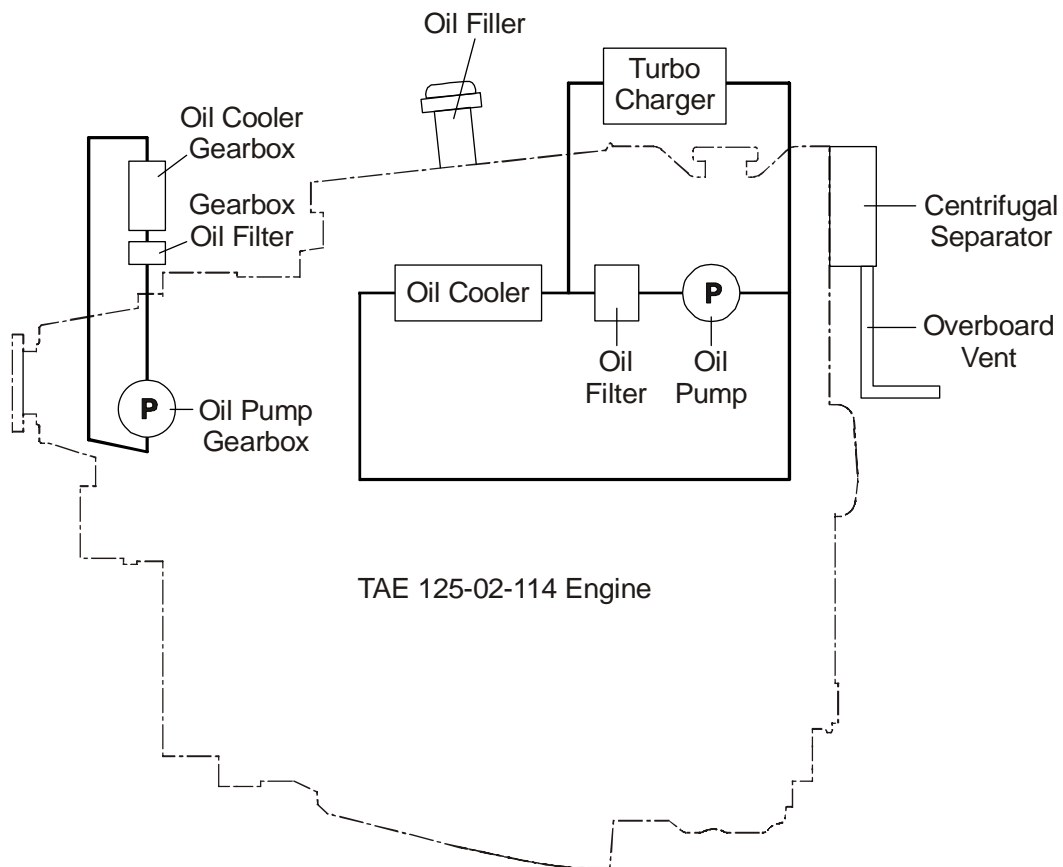 Oil Filler
Turbo
Charger
Oil Cooler
Gearbox
Gearbox
Oil Filter
Centrifugal
Separator
Oil Cooler
P
Oil
Filter
Oil
Pump
Overboard
Vent
P
Oil Pump
Gearbox
TAE 125-02-114 Engine